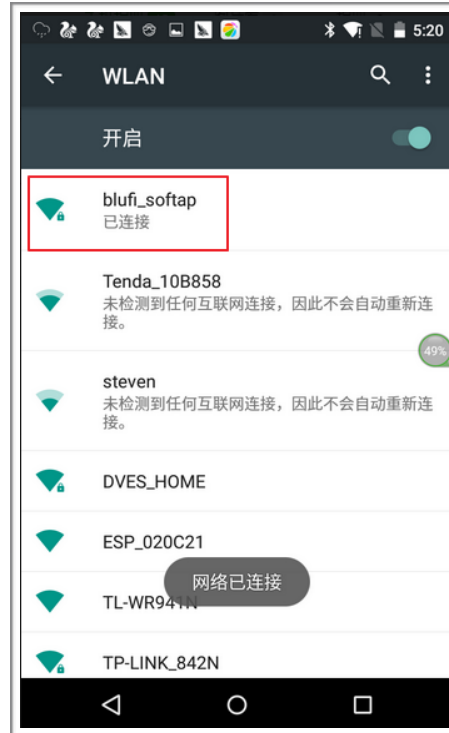 5:20
WLAN
开启
blufi_softap
已连接
Tenda_10B858
未检测到任何互联网连接，因此不会自动重新连
接。
49%
steven
未检测到任何互联网连接，因此不会自动重新连
接。
DVES_HOME
ESP_020C21
网络已连接
TL-WR941N
TP-LINK_842N